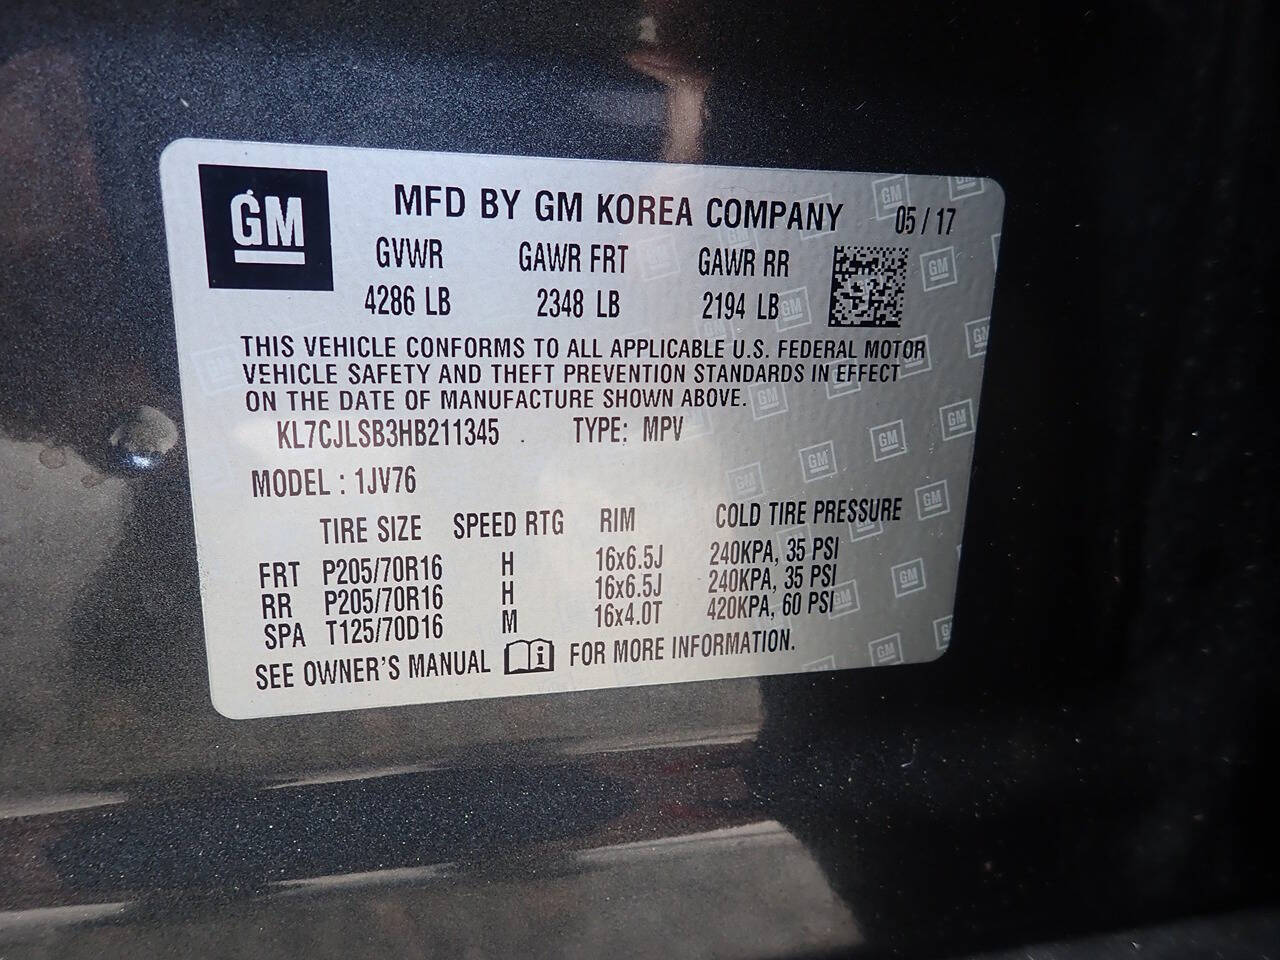 GM
MFD BY GM KOREA COMPANY 05 / 17
GVWR GAWR FRT GAWR RR
4286 LB 2348 LB 2194 LB
THIS VEHICLE CONFORMS TO ALL APPLICABLE U.S. FEDERAL MOTOR
VEHICLE SAFETY AND THEFT PREVENTION STANDARDS IN EFFECT
ON THE DATE OF MANUFACTURE SHOWN ABOVE.
KL7CJLSB3HB211345 . TYPE: MPV
MODEL : 1JV76
TIRE SIZE SPEED RTG RIM COLD TIRE PRESSURE
FRT P205/70R16 H 16x6.5J 240KPA, 35 PSI
RR P205/70R16 H 16x6.5J 240KPA, 35 PSI
SPA T125/70D16 M 16x4.0T 420KPA, 60 PSI
SEE OWNER'S MANUAL i FOR MORE INFORMATION.